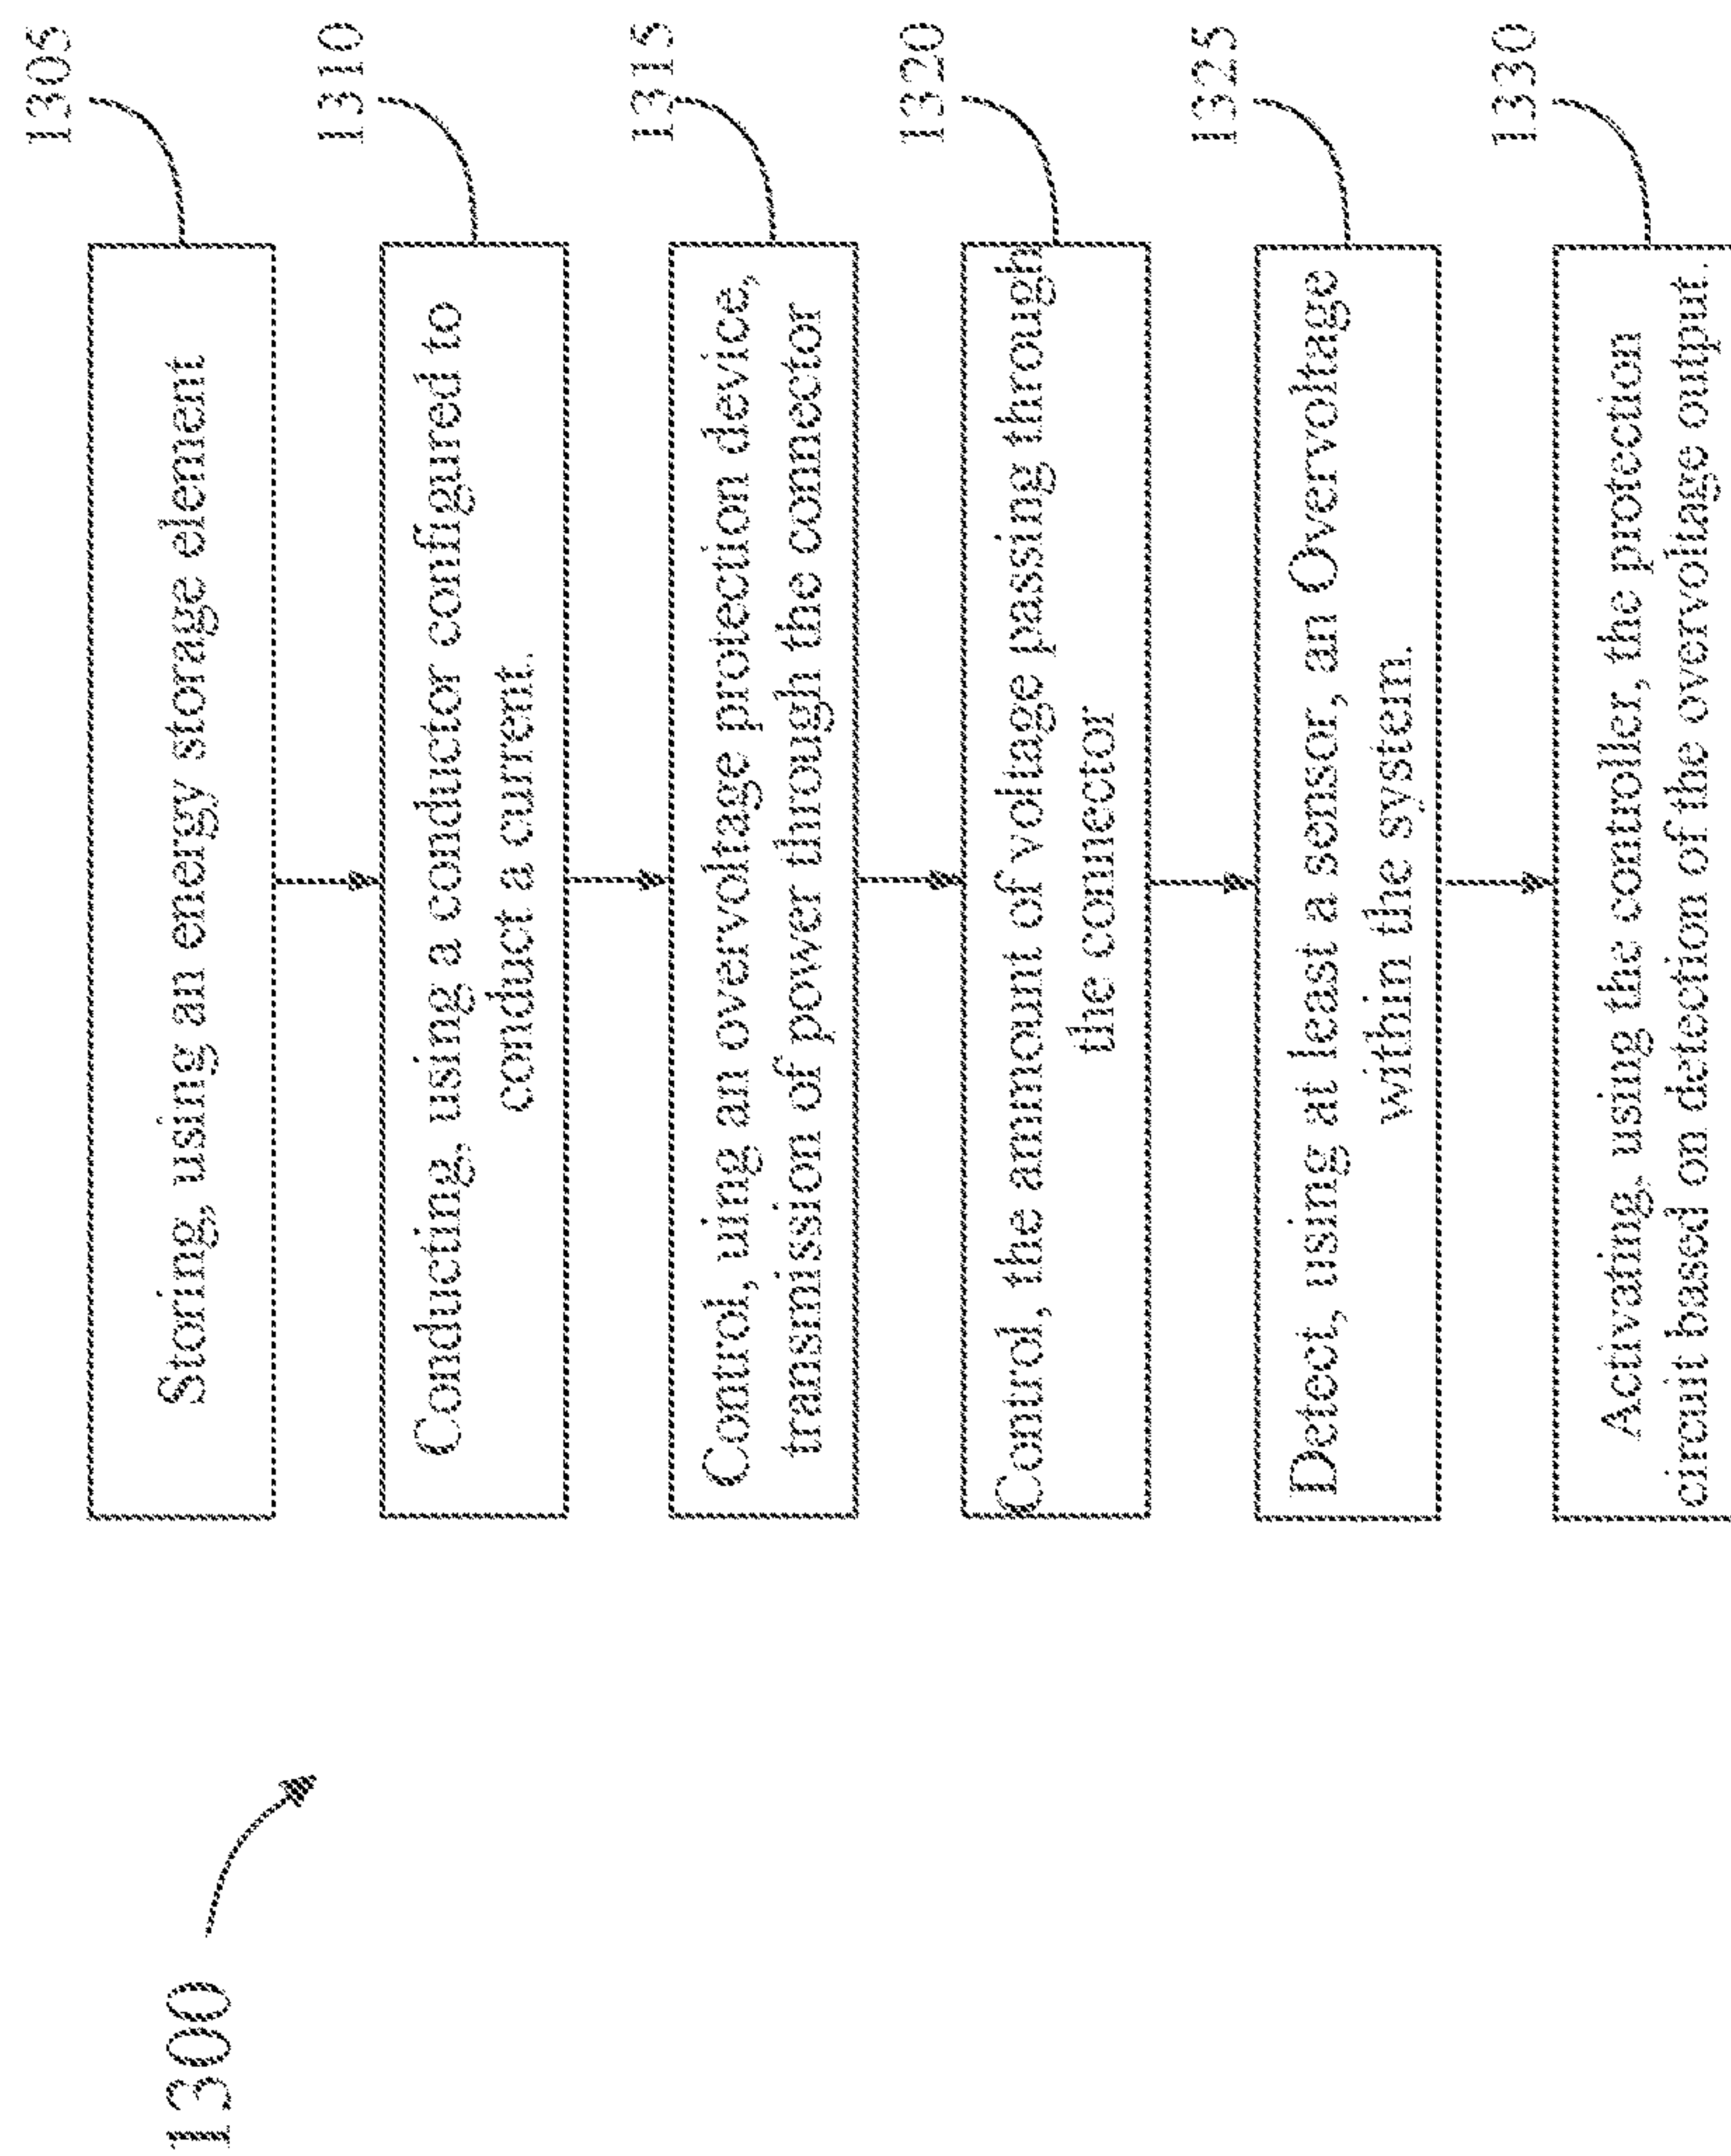 1300
1305
Storing, using an energy storage element
1310
Conducting, using a conductor configured to
conduct a current.
1315
Control, uing an overvoltage protection device,
transmission of power through the connector
1320
Control, the amount of voltage passing through
the connector
1325
Detect, using at least a sensor, an Overvoltage
within the system.
1330
Activating, using the controller, the protection
circuit based on detection of the overvoltage output.